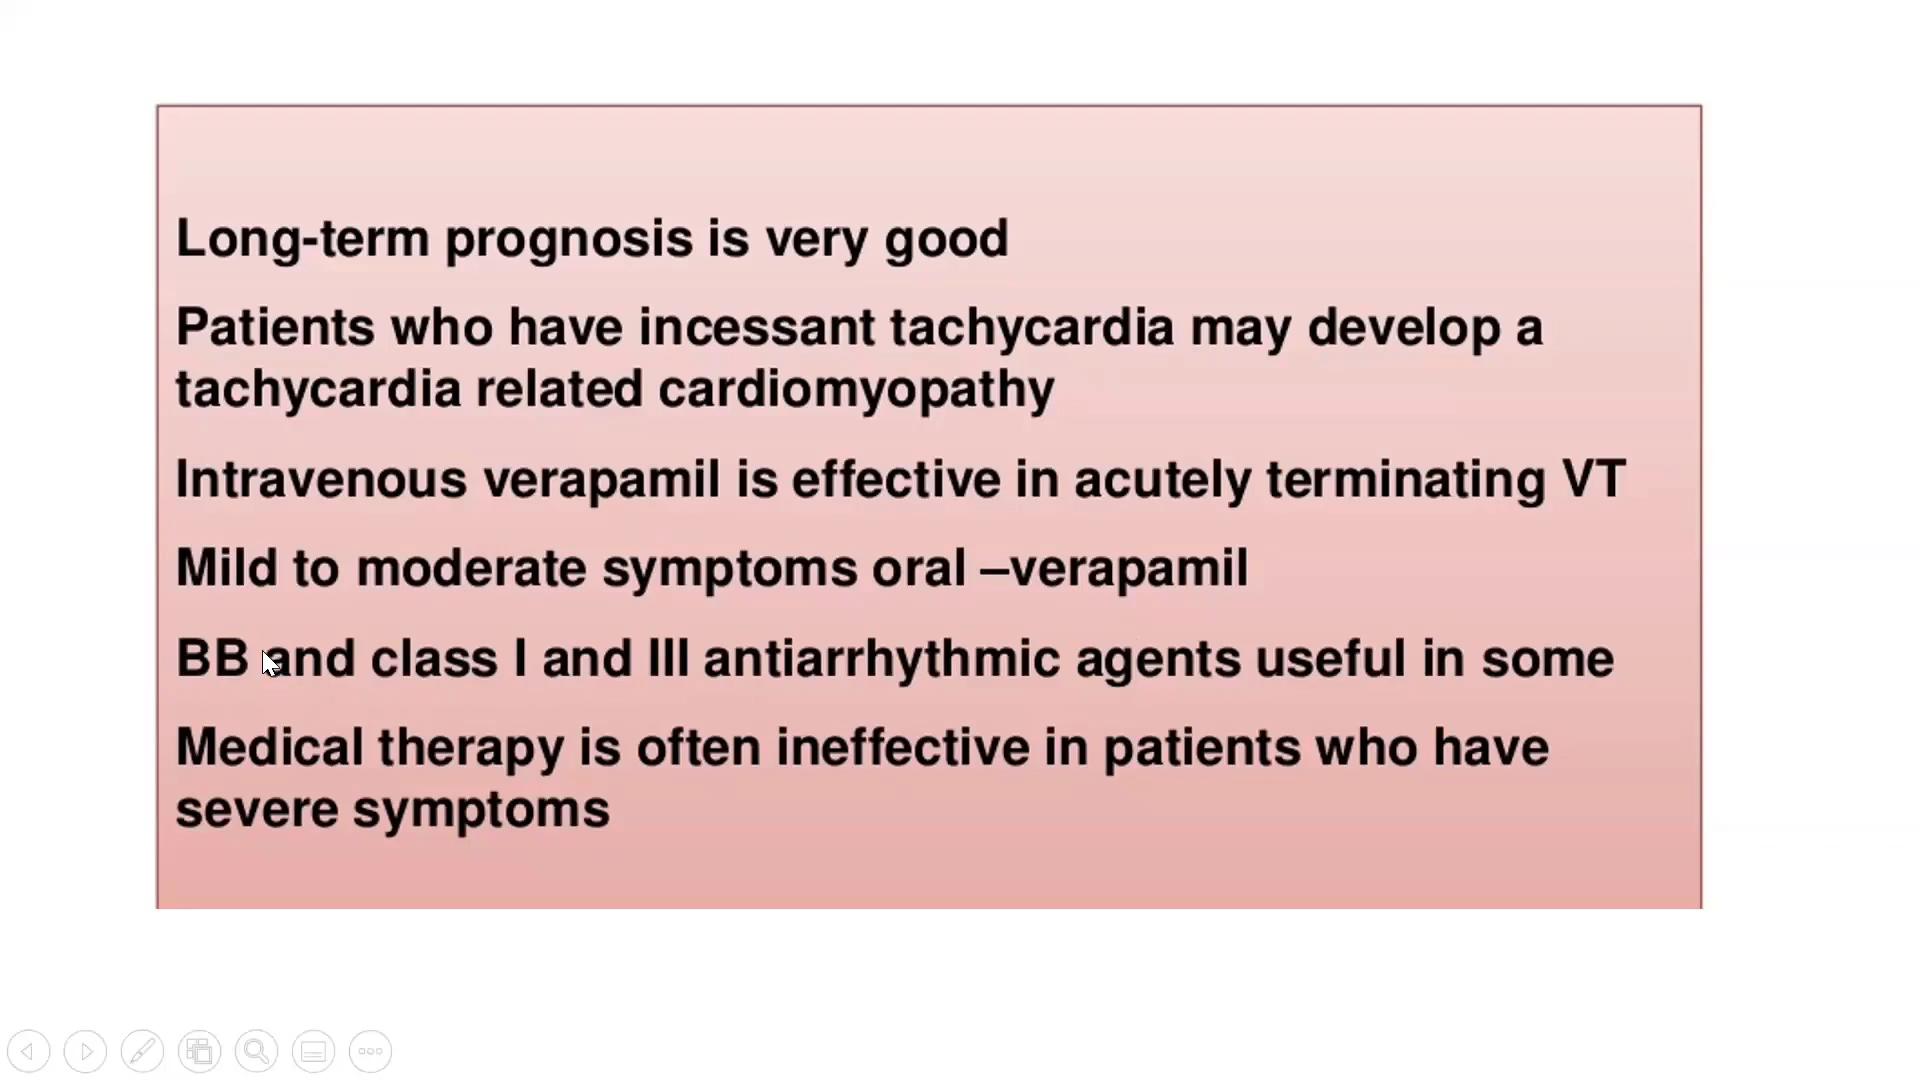 Long-term prognosis is very good
Patients who have incessant tachycardia may develop a
tachycardia related cardiomyopathy
Intravenous verapamil is effective in acutely terminating VT
Mild to moderate symptoms oral –verapamil
BB and class I and III antiarrhythmic agents useful in some
Medical therapy is often ineffective in patients who have
severe symptoms